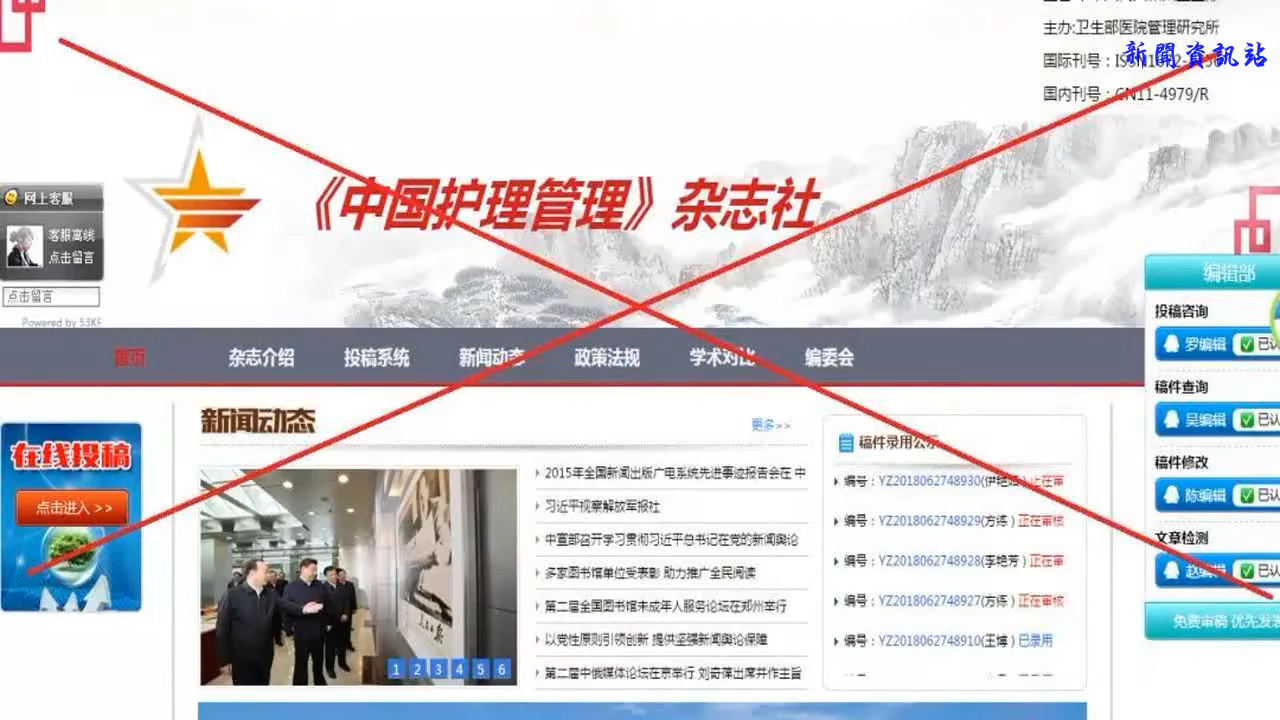 主办:卫生部医院管理研究所
新聞資訊站
国际刊号：
国内刊号：CN11-4979/R
网上客服
客服离线
点击留言
点击留言
Powered by 53KF
《中国护理管理》杂志社
编辑部
投稿咨询
罗编辑
稿件查询
吴编辑
稿件修改
陈编辑
文章检测
赵编辑
免费审稿 优先发
首页
杂志介绍
投稿系统
新闻动态
政策法规
学术对比
编委会
在线投稿
点击进入 >>
新闻动态
更多>>
2015年全国新闻出版广电系统先进事迹报告会在 中
习近平视察解放军报社
中宣部召开学习贯彻习近平总书记在党的新闻舆论
多家图书馆单位受表彰 助力推广全民阅读
第二届全国图书馆未成年人服务论坛在郑州举行
以党性原则引领创新 提供坚强新闻舆论保障
第二届中俄媒体论坛在京举行 刘奇葆出席并作主旨
1 2 3 4 5 6
稿件录用公示
编号：YZ2018062748930(伊艳 正在审
编号：YZ2018062748929(方练 ) 正在审核
编号：YZ2018062748928(李艳芳 ) 正在审
编号：YZ2018062748927(方练 ) 正在审核
编号：YZ2018062748910(王博 ) 已录用